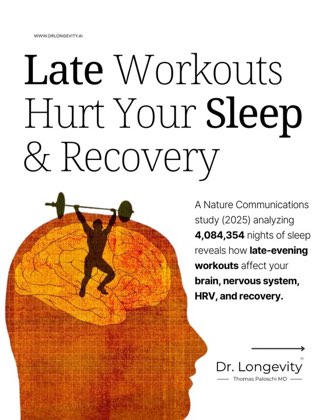 WWW.DRLONGEVITY.AI
Late Workouts
Hurt Your Sleep
& Recovery
A Nature Communications
study (2025) analyzing
4,084,354 nights of sleep
reveals how late-evening
workouts affect your
brain, nervous system,
HRV, and recovery.
Dr. Longevity
Thomas Paloschi MD